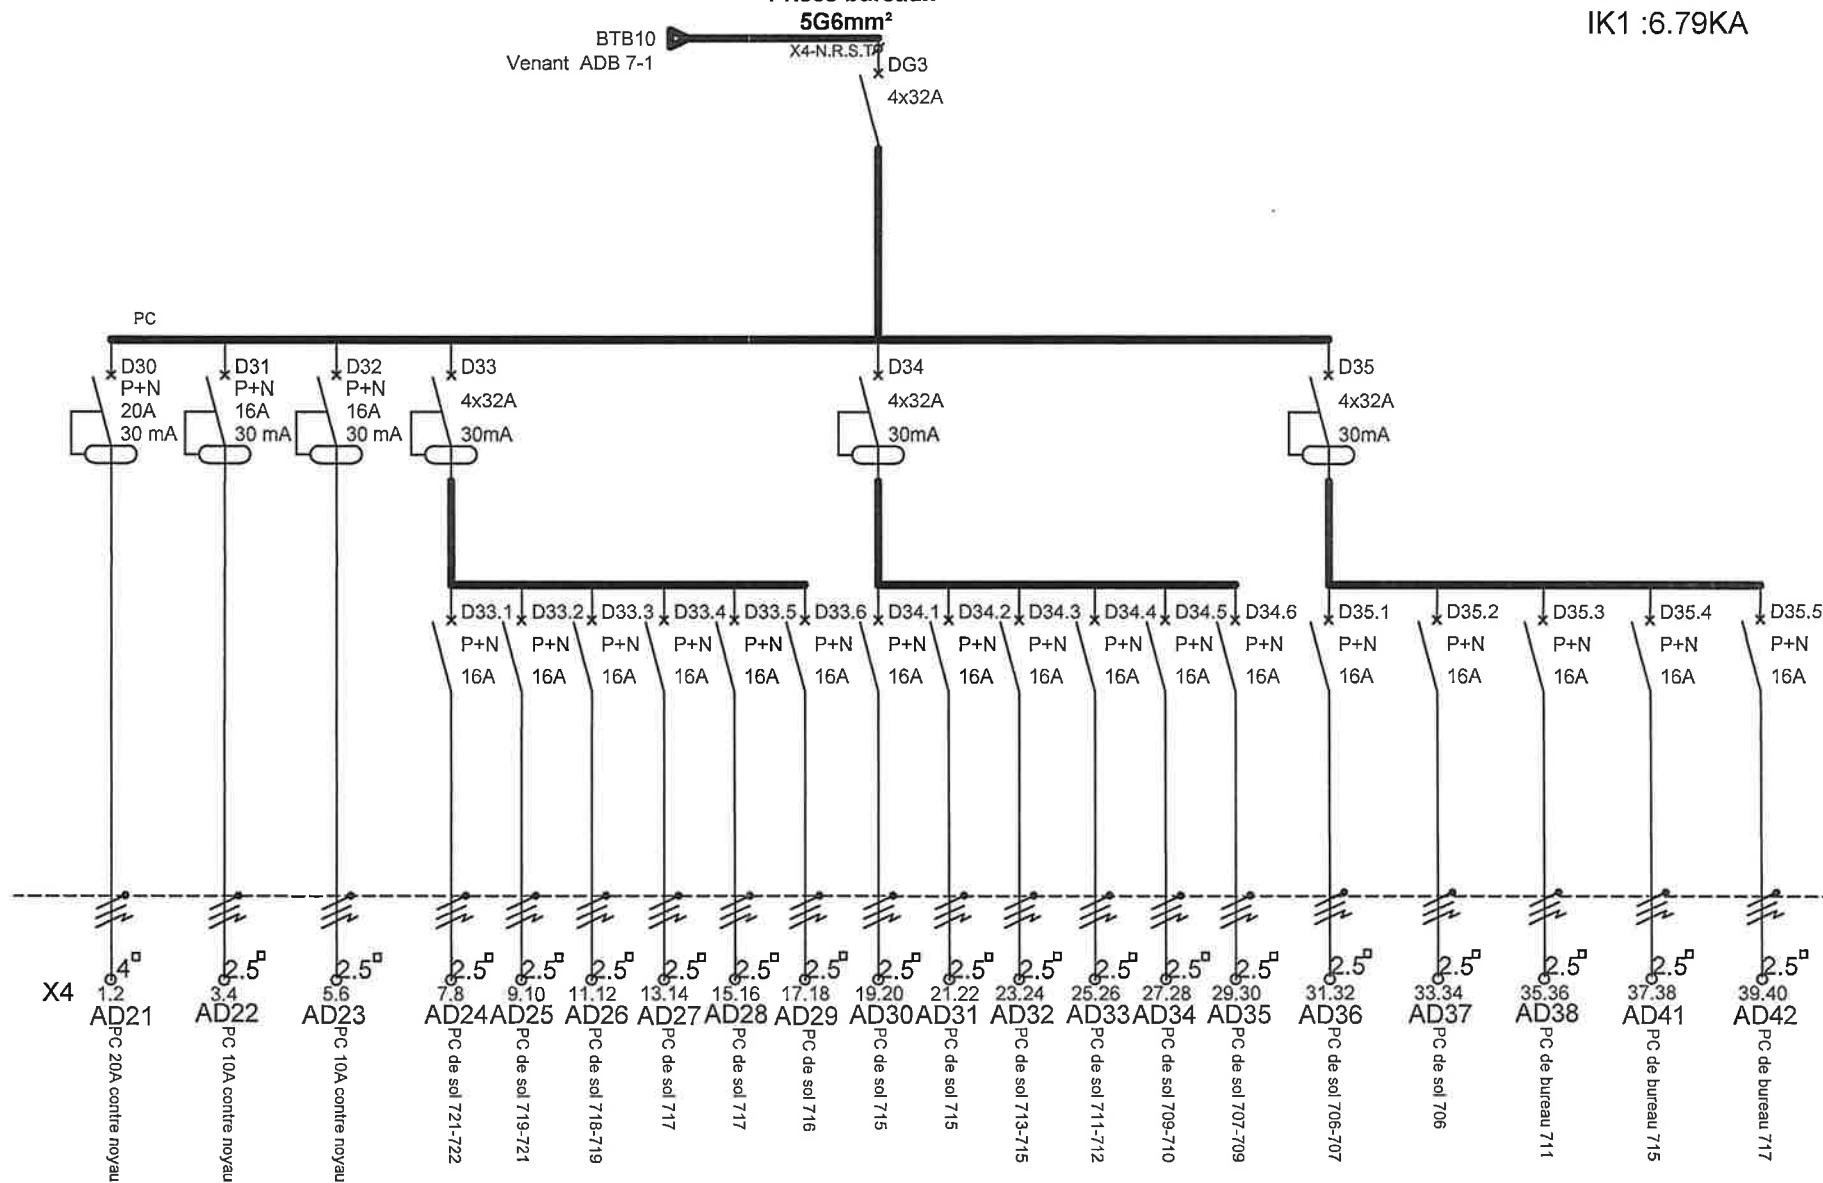 5G6mm²
IK1 :6.79KA
BTB10
Venant ADB 7-1
X4-N.R.S.T
DG3
4x32A
PC
D30
P+N
20A
30 mA
D31
P+N
16A
30 mA
D32
P+N
16A
30 mA
D33
4x32A
30mA
D34
4x32A
30mA
D35
4x32A
30mA
D33.1
P+N
16A
D33.2
P+N
16A
D33.3
P+N
16A
D33.4
P+N
16A
D33.5
P+N
16A
D33.6
P+N
16A
D34.1
P+N
16A
D34.2
P+N
16A
D34.3
P+N
16A
D34.4
P+N
16A
D34.5
P+N
16A
D34.6
P+N
16A
D35.1
P+N
16A
D35.2
P+N
16A
D35.3
P+N
16A
D35.4
P+N
16A
D35.5
P+N
16A
X4
4
1.2
AD21
PC 20A contre noyau
2.5
3.4
AD22
PC 10A contre noyau
2.5
5.6
AD23
PC 10A contre noyau
2.5
7.8
AD24
PC de sol 721-722
2.5
9.10
AD25
PC de sol 719-721
2.5
11.12
AD26
PC de sol 718-719
2.5
13.14
AD27
PC de sol 717
2.5
15.16
AD28
PC de sol 717
2.5
17.18
AD29
PC de sol 716
2.5
19.20
AD30
PC de sol 715
2.5
21.22
AD31
PC de sol 715
2.5
23.24
AD32
PC de sol 713-715
2.5
25.26
AD33
PC de sol 711-712
2.5
27.28
AD34
PC de sol 709-710
2.5
29.30
AD35
PC de sol 707-709
2.5
31.32
AD36
PC de sol 706-707
2.5
33.34
AD37
PC de sol 706
2.5
35.36
AD38
PC de bureau 711
2.5
37.38
AD41
PC de bureau 715
2.5
39.40
AD42
PC de bureau 717